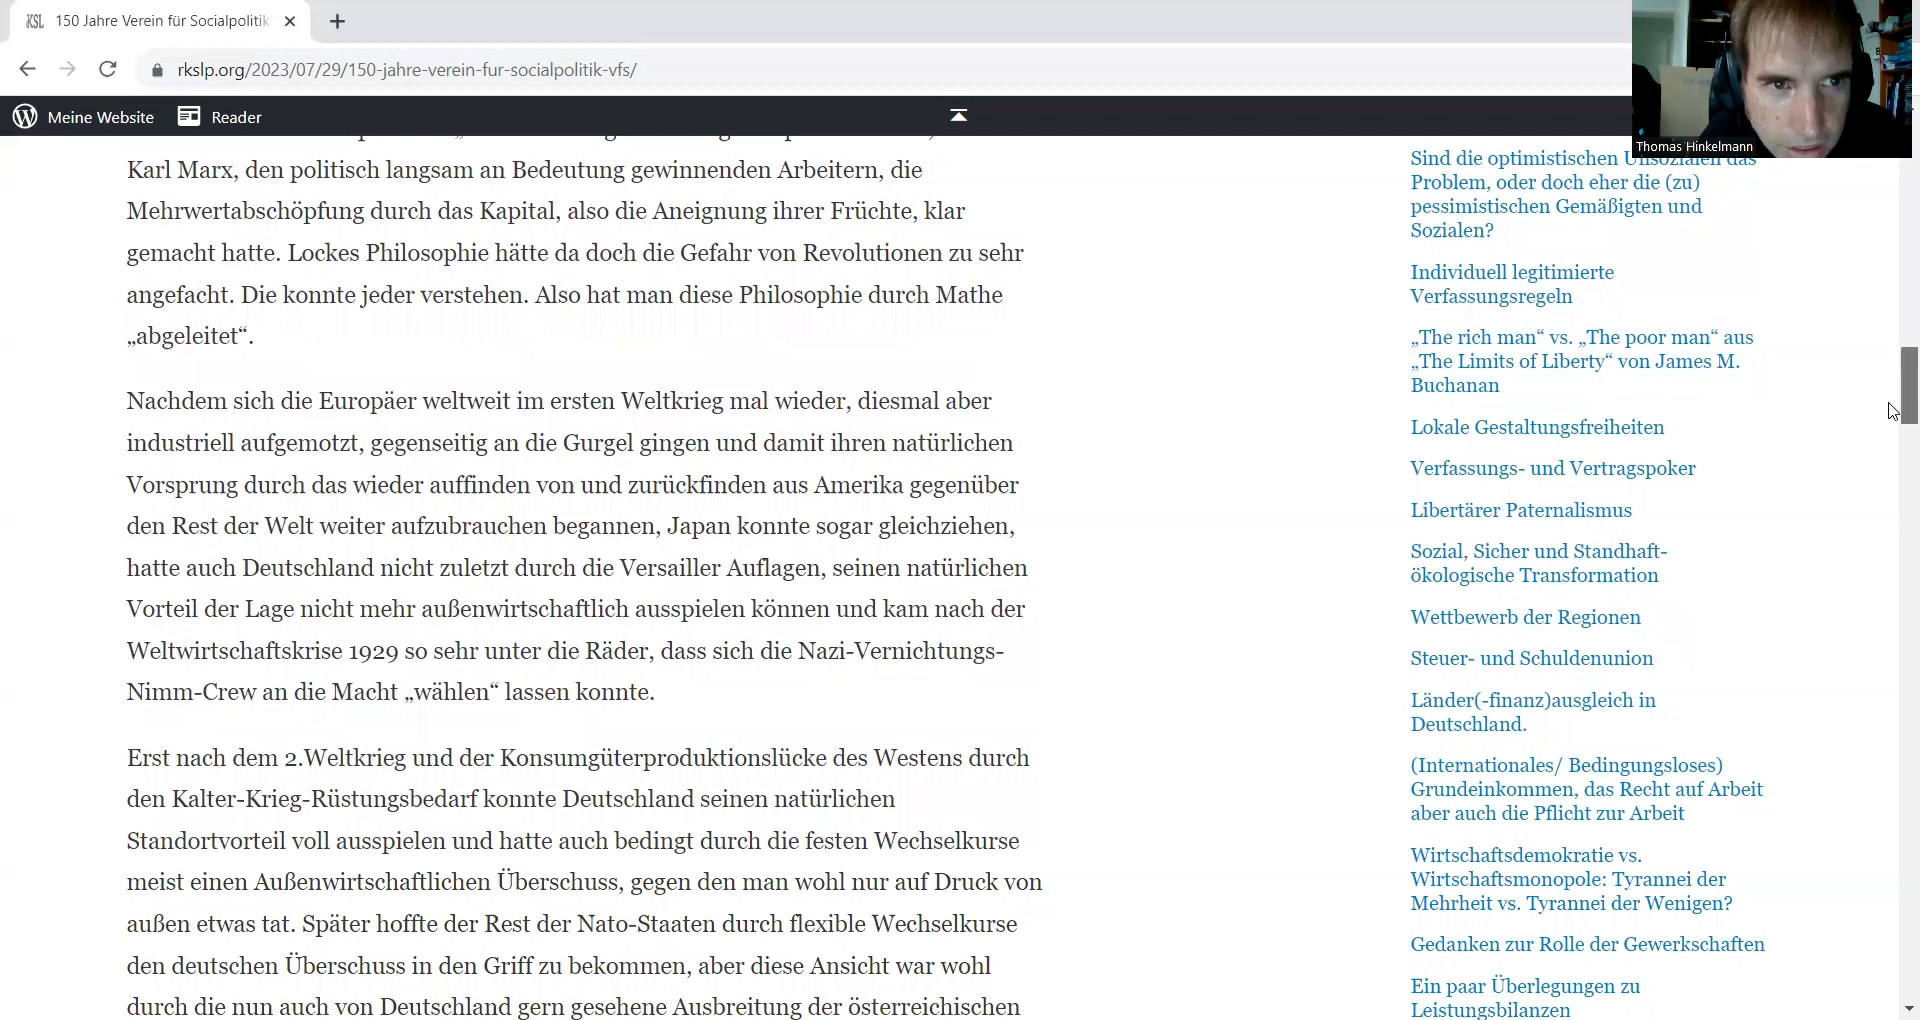 KSL 150 Jahre Verein für Socialpolitik
rkslp.org/2023/07/29/150-jahre-verein-fur-socialpolitik-vfs/
Meine Website Reader
Thomas Hinkelmann
Karl Marx, den politisch langsam an Bedeutung gewinnenden Arbeitern, die
Mehrwertabschöpfung durch das Kapital, also die Aneignung ihrer Früchte, klar
gemacht hatte. Lockes Philosophie hätte da doch die Gefahr von Revolutionen zu sehr
angefacht. Die konnte jeder verstehen. Also hat man diese Philosophie durch Mathe
„abgeleitet“.
Nachdem sich die Europäer weltweit im ersten Weltkrieg mal wieder, diesmal aber
industriell aufgemotzt, gegenseitig an die Gurgel gingen und damit ihren natürlichen
Vorsprung durch das wieder auffinden von und zurückfinden aus Amerika gegenüber
den Rest der Welt weiter aufzubrauchen begannen, Japan konnte sogar gleichziehen,
hatte auch Deutschland nicht zuletzt durch die Versailler Auflagen, seinen natürlichen
Vorteil der Lage nicht mehr außenwirtschaftlich ausspielen können und kam nach der
Weltwirtschaftskrise 1929 so sehr unter die Räder, dass sich die Nazi-Vernichtungs-
Nimm-Crew an die Macht „wählen“ lassen konnte.
Erst nach dem 2.Weltkrieg und der Konsumgüterproduktionslücke des Westens durch
den Kalter-Krieg-Rüstungsbedarf konnte Deutschland seinen natürlichen
Standortvorteil voll ausspielen und hatte auch bedingt durch die festen Wechselkurse
meist einen Außenwirtschaftlichen Überschuss, gegen den man wohl nur auf Druck von
außen etwas tat. Später hoffte der Rest der Nato-Staaten durch flexible Wechselkurse
den deutschen Überschuss in den Griff zu bekommen, aber diese Ansicht war wohl
durch die nun auch von Deutschland gern gesehene Ausbreitung der österreichischen
Sind die optimistischen Unsozialen das
Problem, oder doch eher die (zu)
pessimistischen Gemäßigten und
Sozialen?
Individuell legitimierte
Verfassungsregeln
„The rich man“ vs. „The poor man“ aus
„The Limits of Liberty“ von James M.
Buchanan
Lokale Gestaltungsfreiheiten
Verfassungs- und Vertragspoker
Libertärer Paternalismus
Sozial, Sicher und Standhaft-
ökologische Transformation
Wettbewerb der Regionen
Steuer- und Schuldenunion
Länder(-finanz)ausgleich in
Deutschland.
(Internationales/ Bedingungsloses)
Grundeinkommen, das Recht auf Arbeit
aber auch die Pflicht zur Arbeit
Wirtschaftsdemokratie vs.
Wirtschaftsmonopole: Tyrannei der
Mehrheit vs. Tyrannei der Wenigen?
Gedanken zur Rolle der Gewerkschaften
Ein paar Überlegungen zu
Leistungsbilanzen